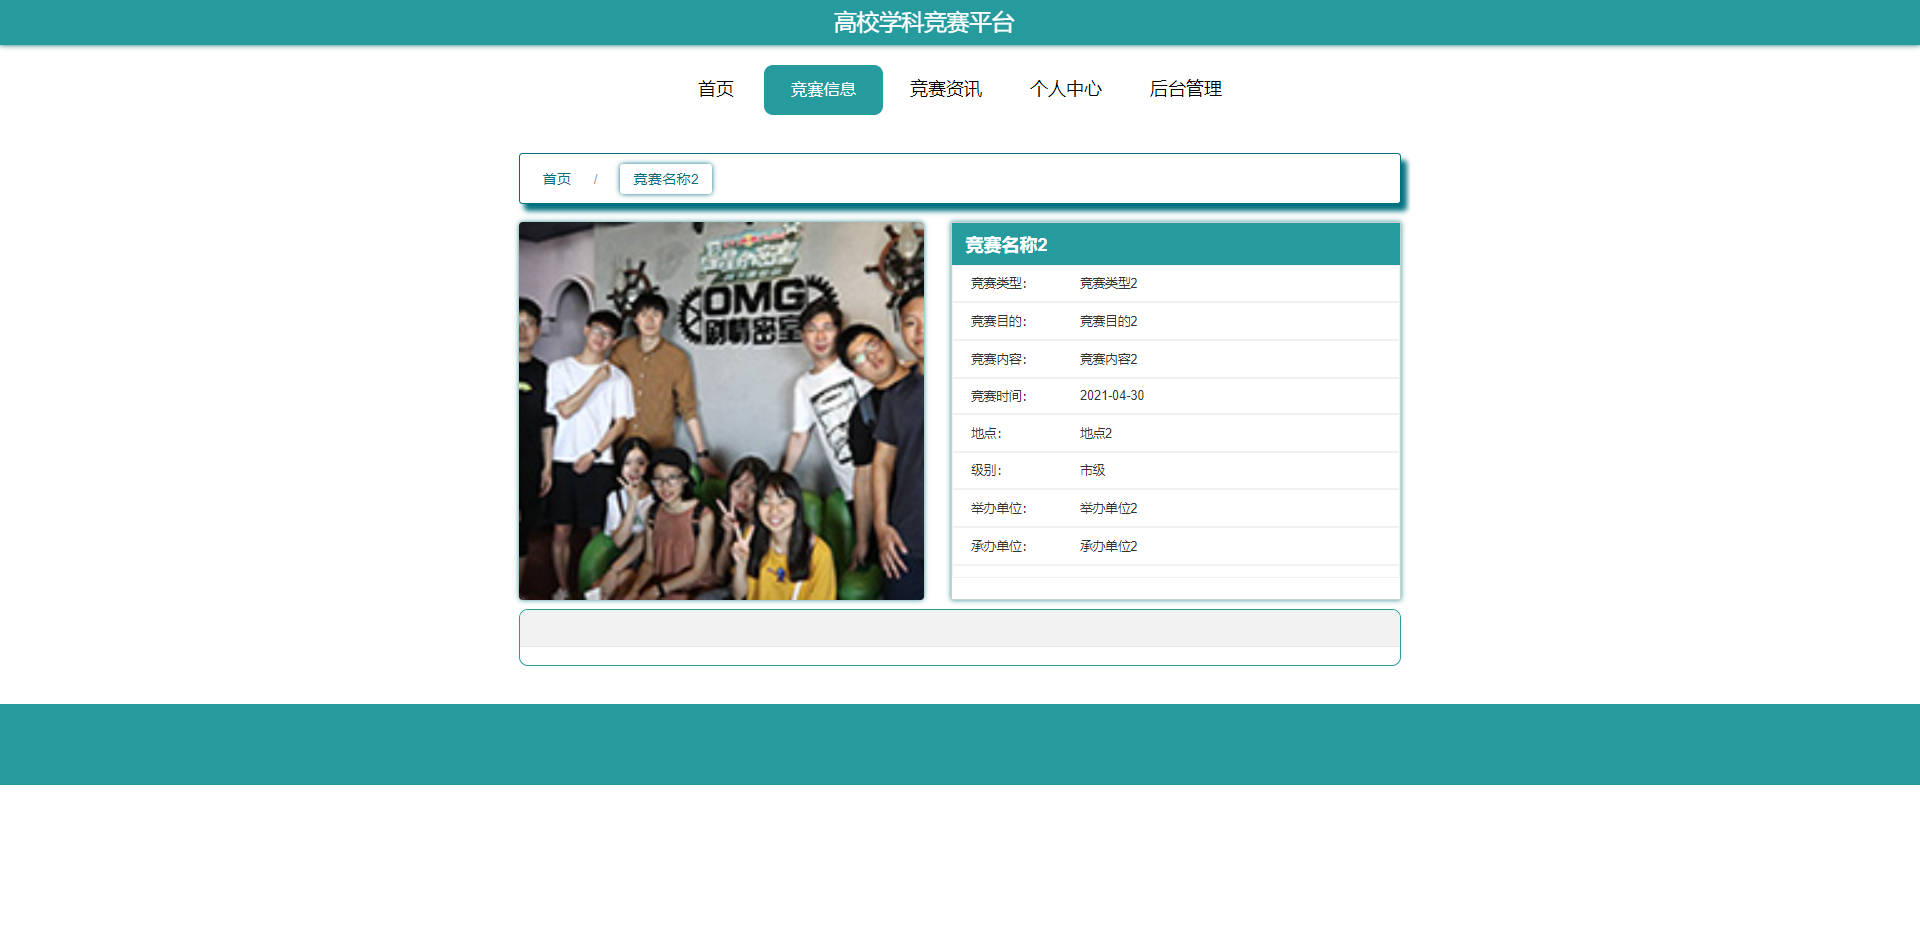 高校学科竞赛平台
首页 竞赛信息 竞赛资讯 个人中心 后台管理
首页 / 竞赛名称2
OMG
剧情密室
竞赛名称2
竞赛类型： 竞赛类型2
竞赛目的： 竞赛目的2
竞赛内容： 竞赛内容2
竞赛时间： 2021-04-30
地点： 地点2
级别： 市级
举办单位： 举办单位2
承办单位： 承办单位2